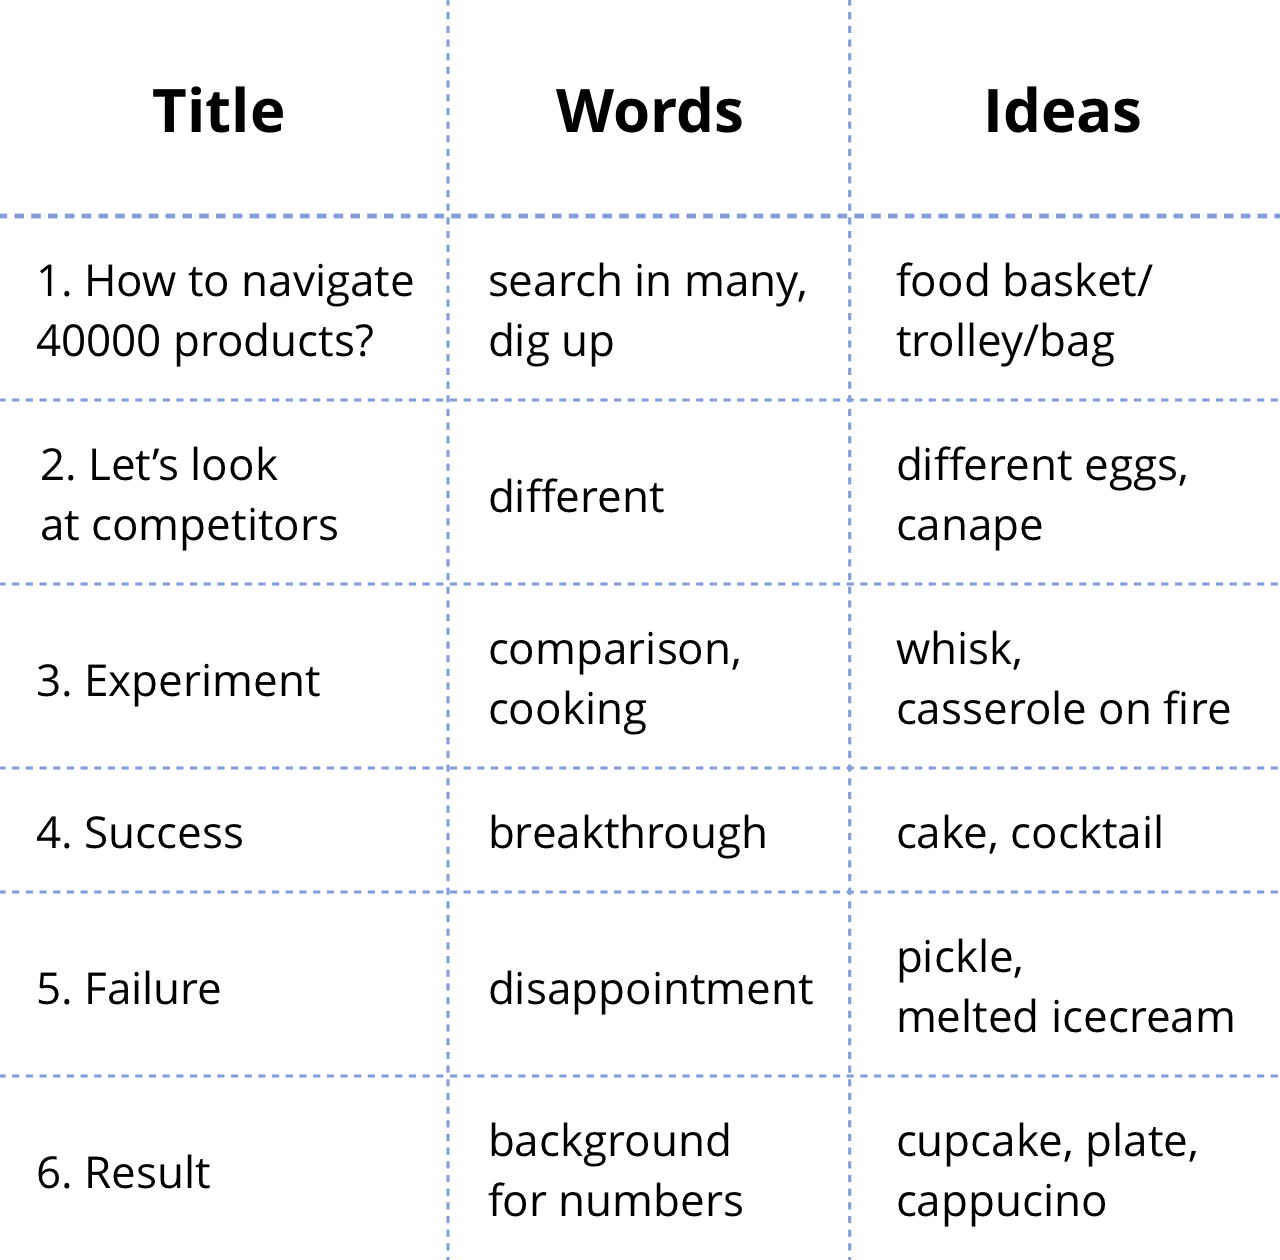 Title
Words
Ideas
1. How to navigate
40000 products?
search in many,
dig up
food basket/
trolley/bag
2. Let’s look
at competitors
different
different eggs,
canape
3. Experiment
comparison,
cooking
whisk,
casserole on fire
4. Success
breakthrough
cake, cocktail
5. Failure
disappointment
pickle,
melted icecream
6. Result
background
for numbers
cupcake, plate,
cappucino